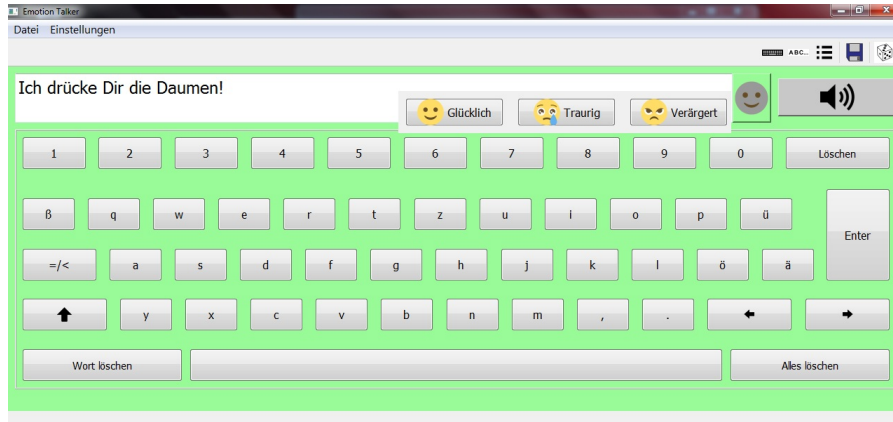 Emotion Talker
Datei Einstellungen
ABC...
Ich drücke Dir die Daumen!
Glücklich Traurig Verärgert
1 2 3 4 5 6 7 8 9 0 Löschen
ß q w e r t z u i o p ü
Enter
=/< a s d f g h j k l ö ä
y x c v b n m , .
Wort löschen Alles löschen